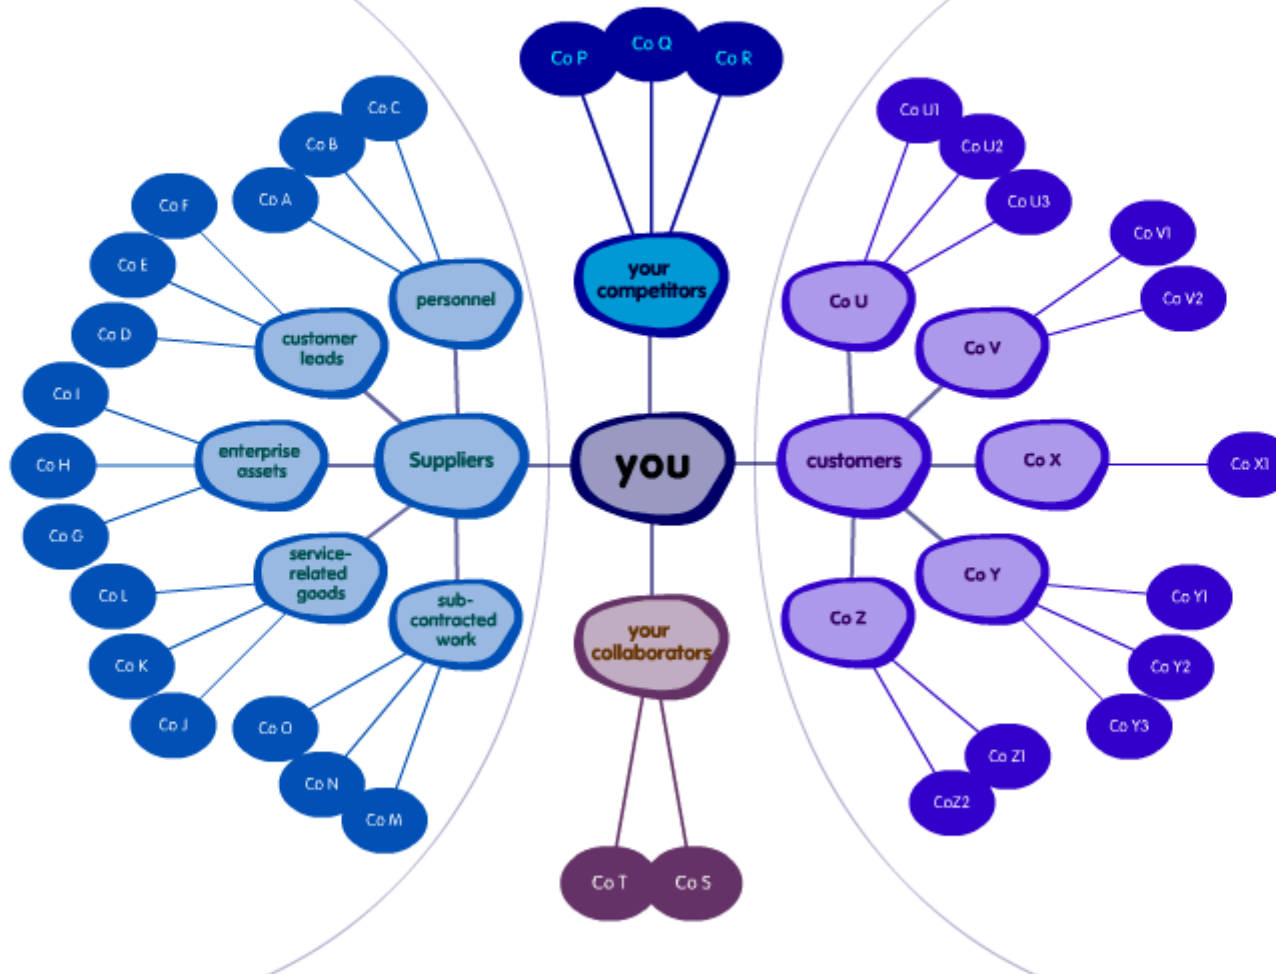 Co P
Co Q
Co R
Co C
Co B
Co A
Co F
Co E
Co D
Co I
Co H
Co G
Co L
Co K
Co J
Co O
Co N
Co M
personnel
customer
leads
enterprise
assets
service-
related
goods
sub-
contracted
work
Suppliers
your
competitors
you
your
collaborators
Co T
Co S
customers
Co U
Co V
Co X
Co Y
Co Z
Co U1
Co U2
Co U3
Co V1
Co V2
Co X1
Co Y1
Co Y2
Co Y3
Co Z1
CoZ2